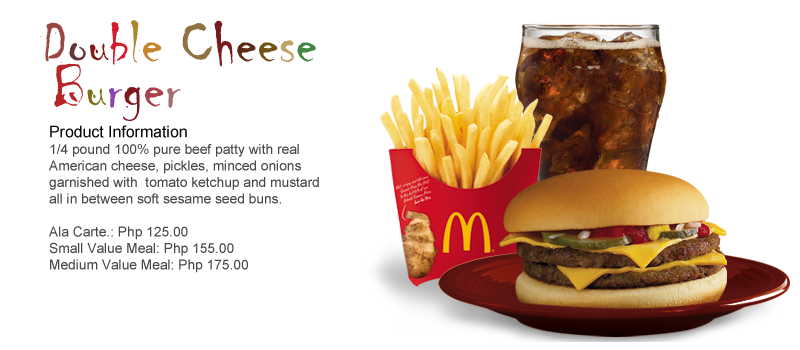 Double Cheese
Burger
Product Information
1/4 pound 100% pure beef patty with real
American cheese, pickles, minced onions
garnished with  tomato ketchup and mustard
all in between soft sesame seed buns.
Ala Carte.: Php 125.00
Small Value Meal: Php 155.00
Medium Value Meal: Php 175.00